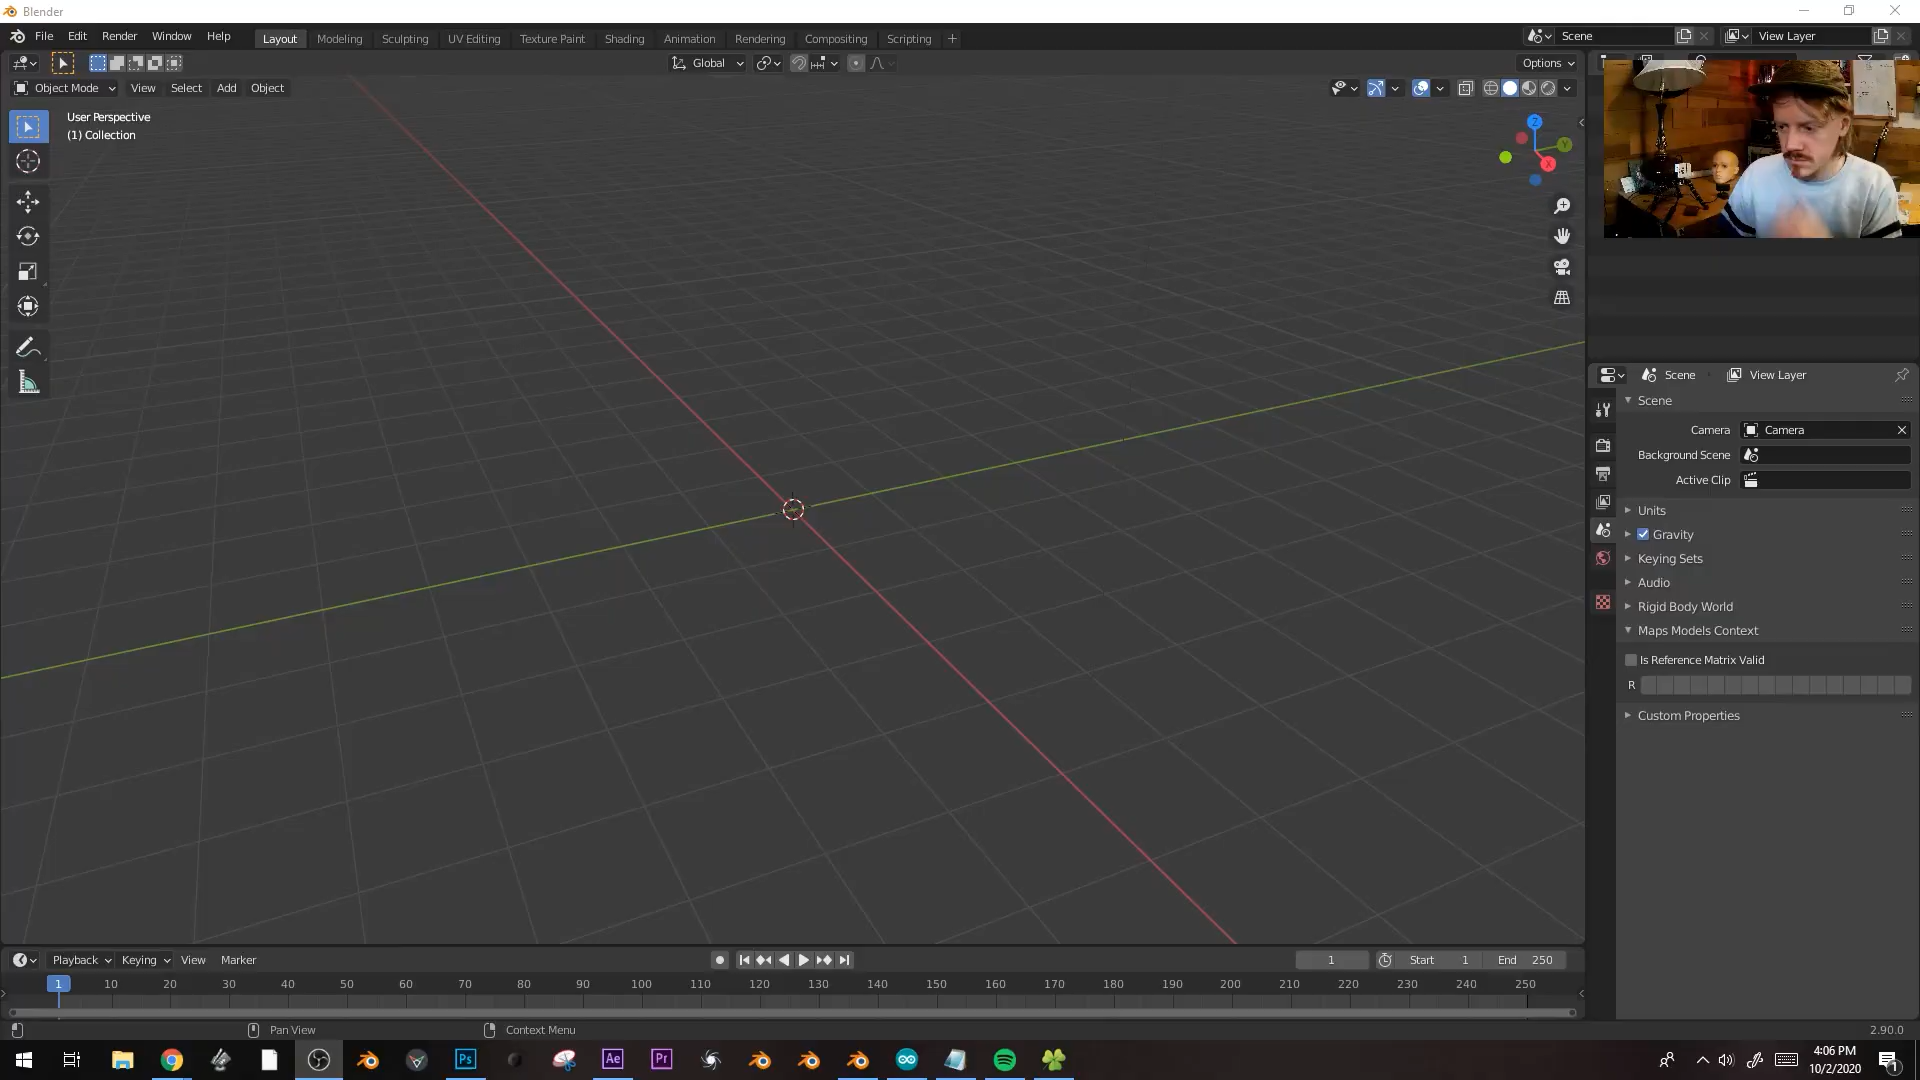 Blender
File Edit Render Window Help Layout Modeling Sculpting UV Editing Texture Paint Shading Animation Rendering Compositing Scripting + Scene View Layer
Global Options
Object Mode View Select Add Object
User Perspective
(1) Collection
Z
Y
X
Scene View Layer
Scene
Camera Camera
Background Scene
Active Clip
Units
Gravity
Keying Sets
Audio
Rigid Body World
Maps Models Context
Is Reference Matrix Valid
R
Custom Properties
Playback Keying View Marker 1 Start 1 End 250
1 10 20 30 40 50 60 70 80 90 100 110 120 130 140 150 160 170 180 190 200 210 220 230 240 250
Pan View Context Menu 2.90.0
Ps Ae Pr 4:06 PM
10/2/2020 1